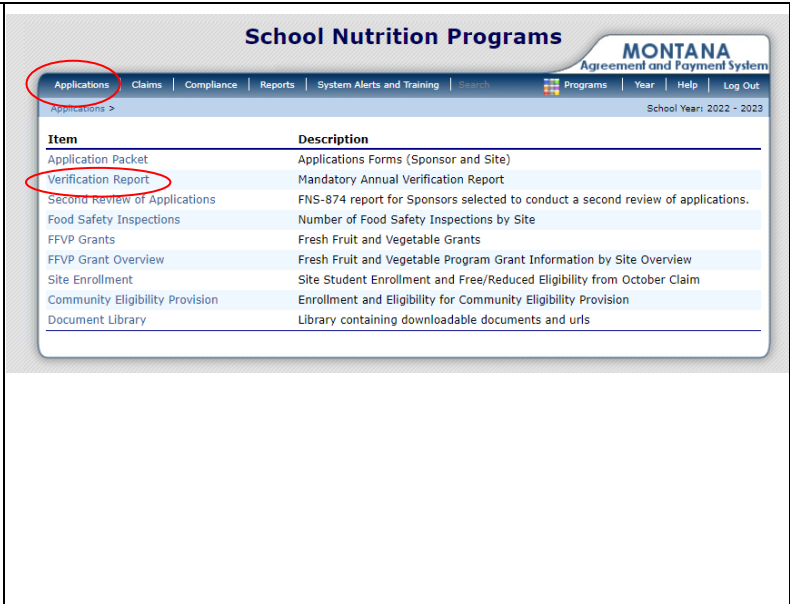 School Nutrition Programs
MONTANA
Agreement and Payment System
Applications | Claims | Compliance | Reports | System Alerts and Training | Search Programs | Year | Help | Log Out
Applications > School Year: 2022 - 2023
Item Description
Application Packet Applications Forms (Sponsor and Site)
Verification Report Mandatory Annual Verification Report
Second Review of Applications FNS-874 report for Sponsors selected to conduct a second review of applications.
Food Safety Inspections Number of Food Safety Inspections by Site
FFVP Grants Fresh Fruit and Vegetable Grants
FFVP Grant Overview Fresh Fruit and Vegetable Program Grant Information by Site Overview
Site Enrollment Site Student Enrollment and Free/Reduced Eligibility from October Claim
Community Eligibility Provision Enrollment and Eligibility for Community Eligibility Provision
Document Library Library containing downloadable documents and urls